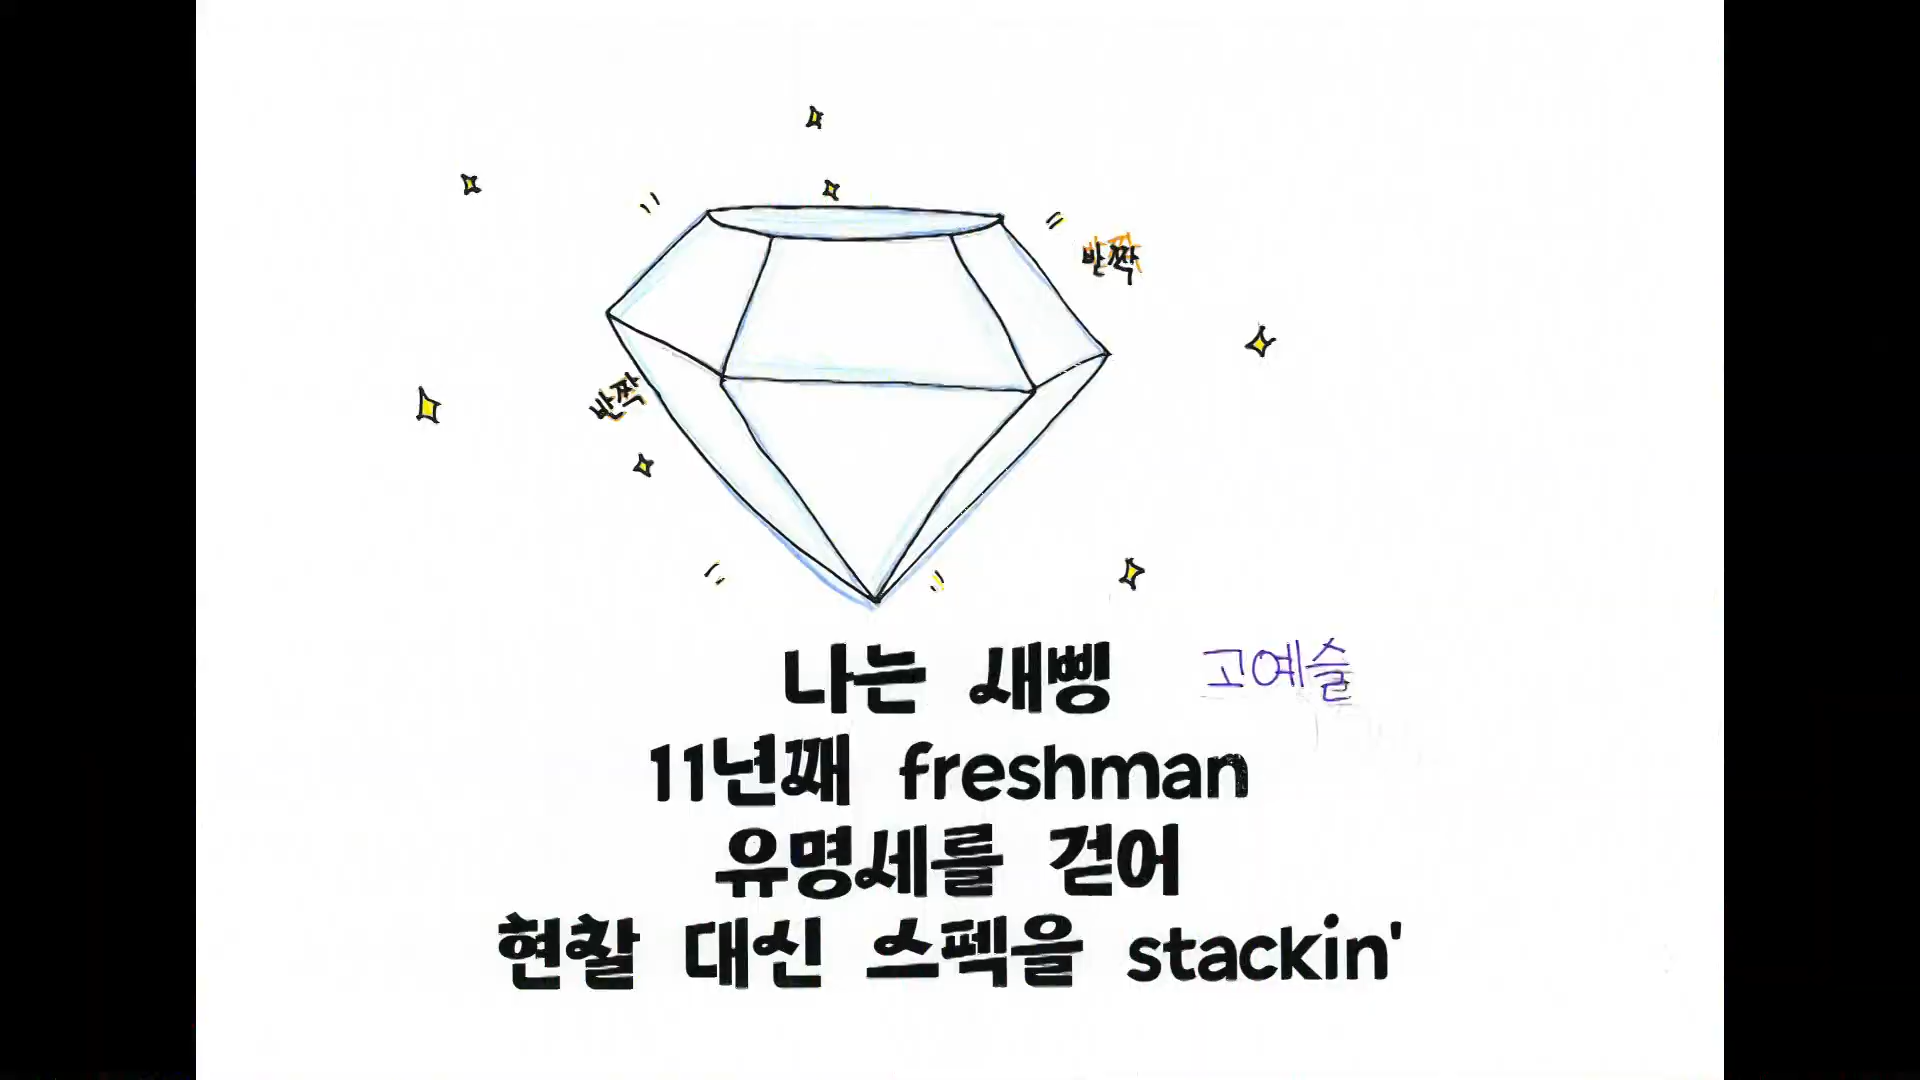 반짝
반짝
나는 새삥 고예슬
11년째 freshman
유명세를 걷어
현찰 대신 스펙을 stackin'